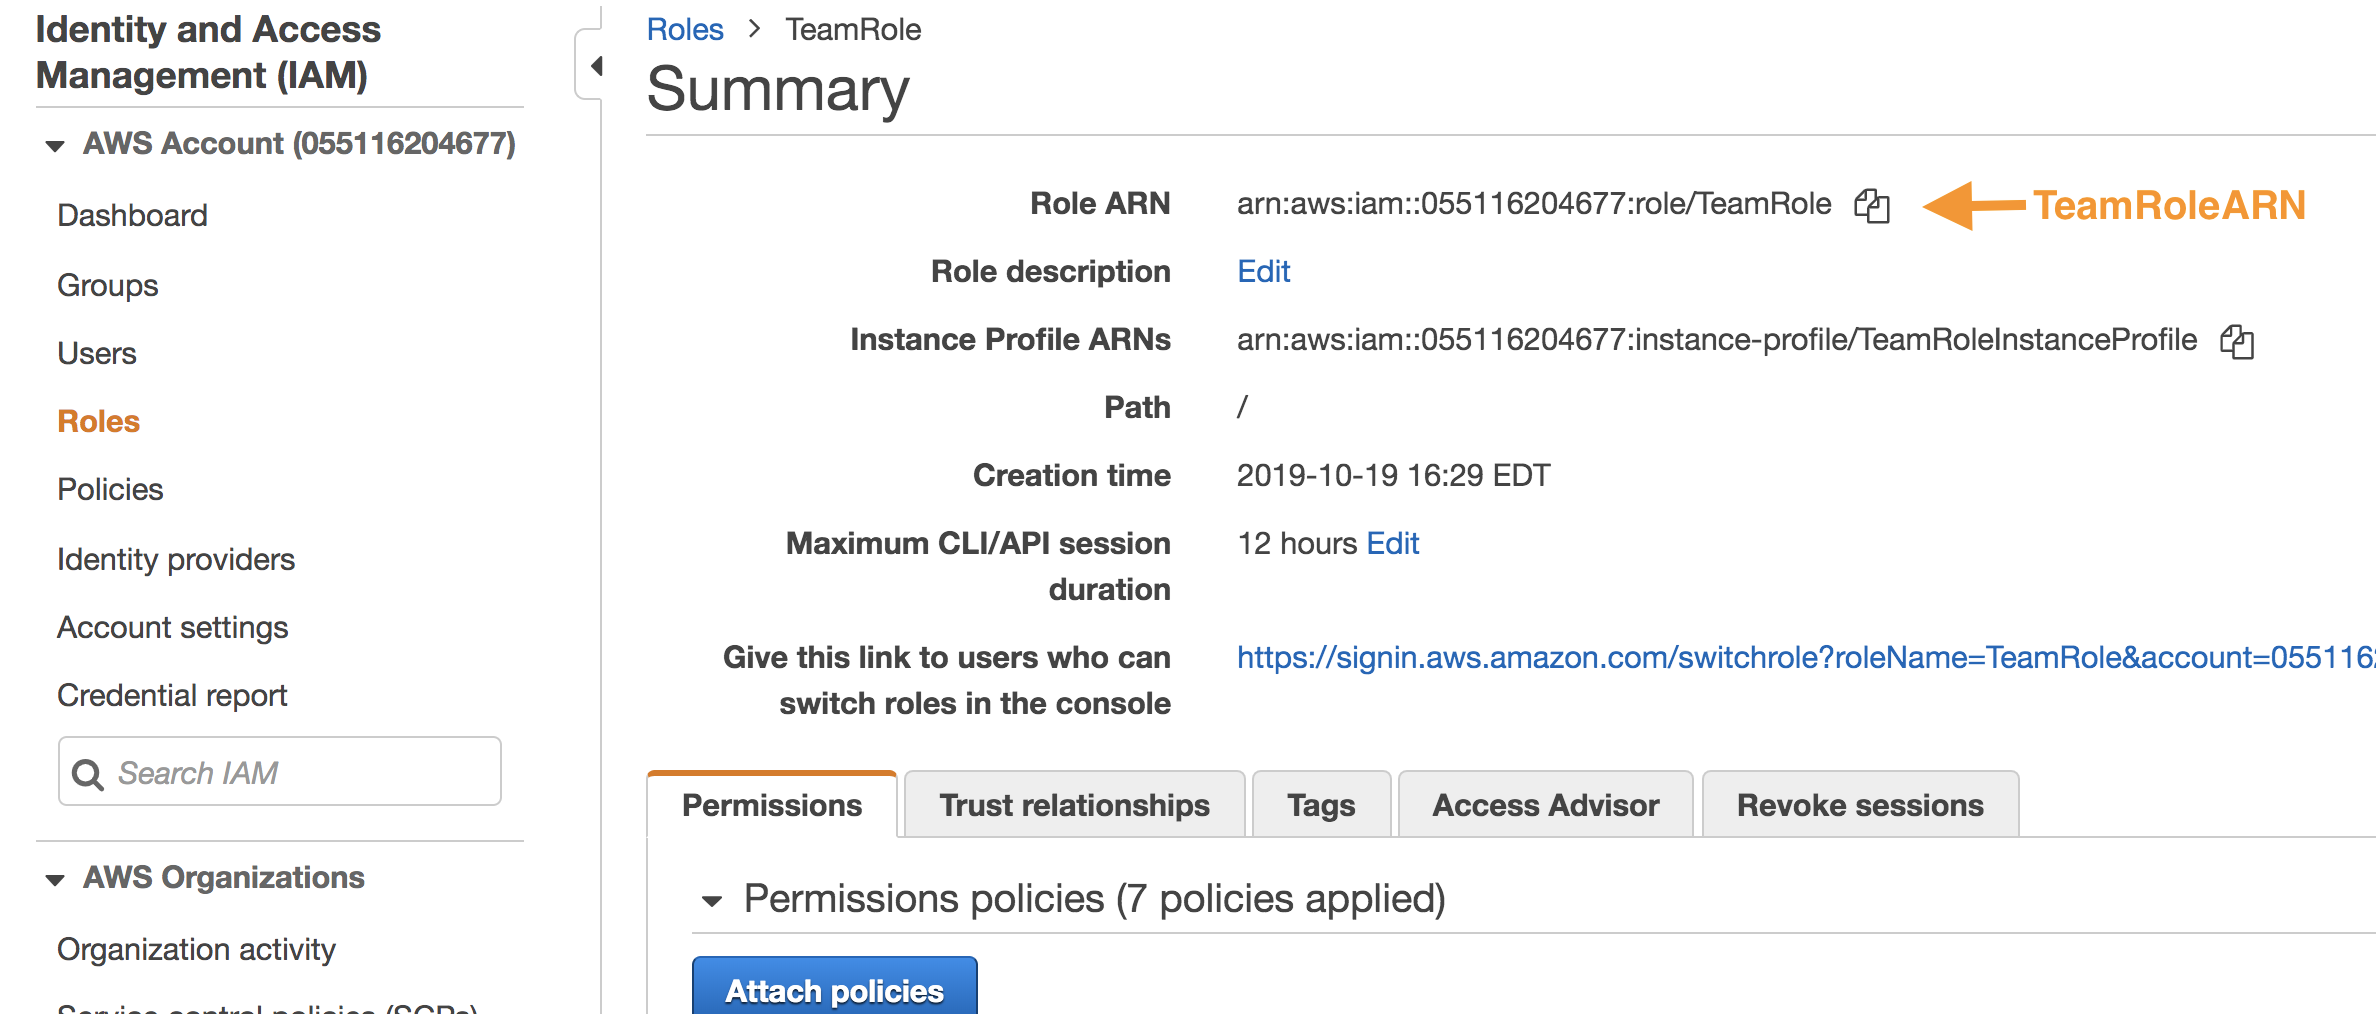 Identity and Access
Management (IAM)
AWS Account (055116204677)
Dashboard
Groups
Users
Roles
Policies
Identity providers
Account settings
Credential report
Search IAM
AWS Organizations
Organization activity
Service control policies (SCPs)
Roles > TeamRole
Summary
Role ARN arn:aws:iam::055116204677:role/TeamRole TeamRoleARN
Role description Edit
Instance Profile ARNs arn:aws:iam::055116204677:instance-profile/TeamRoleInstanceProfile
Path /
Creation time 2019-10-19 16:29 EDT
Maximum CLI/API session 12 hours Edit
duration
Give this link to users who can https://signin.aws.amazon.com/switchrole?roleName=TeamRole&account=055116
switch roles in the console
Permissions Trust relationships Tags Access Advisor Revoke sessions
Permissions policies (7 policies applied)
Attach policies